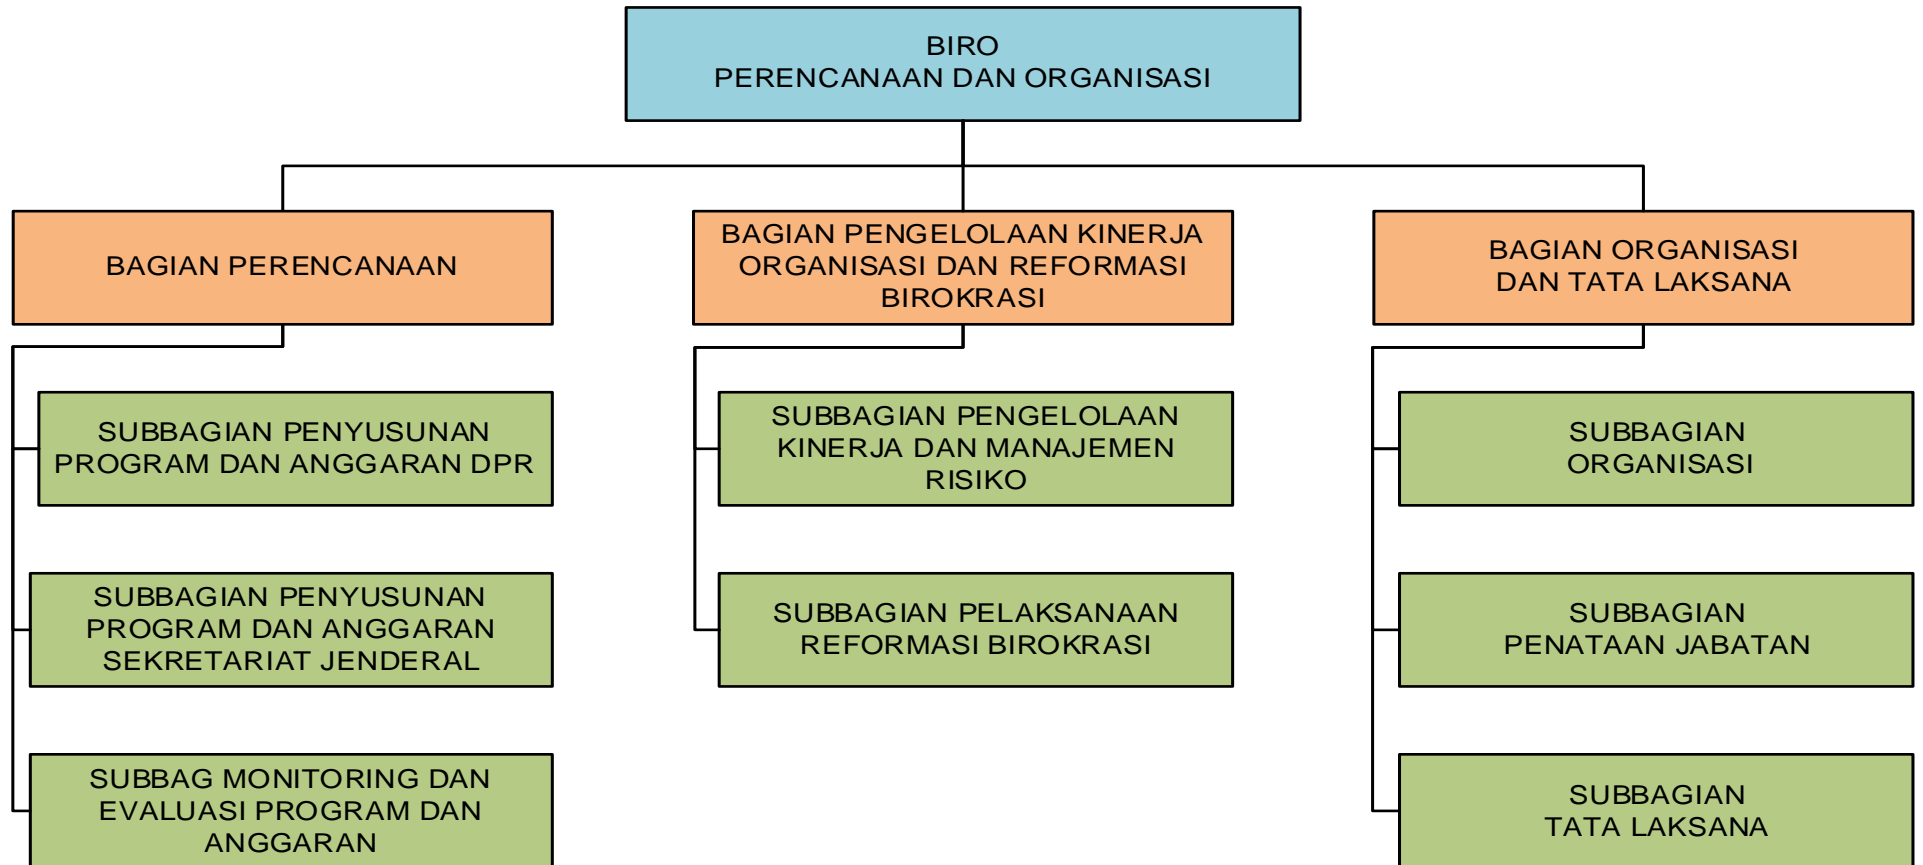 BIRO
PERENCANAAN DAN ORGANISASI
BAGIAN PERENCANAAN
BAGIAN PENGELOLAAN KINERJA
ORGANISASI DAN REFORMASI
BIROKRASI
BAGIAN ORGANISASI
DAN TATA LAKSANA
SUBBAGIAN PENYUSUNAN
PROGRAM DAN ANGGARAN DPR
SUBBAGIAN PENGELOLAAN
KINERJA DAN MANAJEMEN
RISIKO
SUBBAGIAN
ORGANISASI
SUBBAGIAN PENYUSUNAN
PROGRAM DAN ANGGARAN
SEKRETARIAT JENDERAL
SUBBAGIAN PELAKSANAAN
REFORMASI BIROKRASI
SUBBAGIAN
PENATAAN JABATAN
SUBBAG MONITORING DAN
EVALUASI PROGRAM DAN
ANGGARAN
SUBBAGIAN
TATA LAKSANA